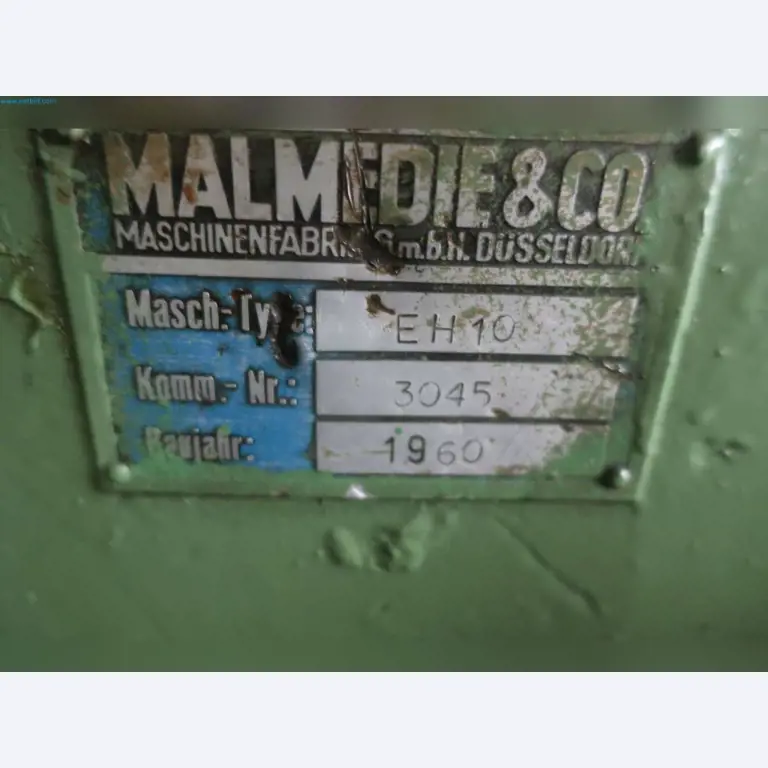 MALMEDIE & CO.
MASCHINENFABRIK G.m.b.H. DÜSSELDORF
Masch.-Type: EH10
Komm.-Nr.: 3045
Baujahr: 1960